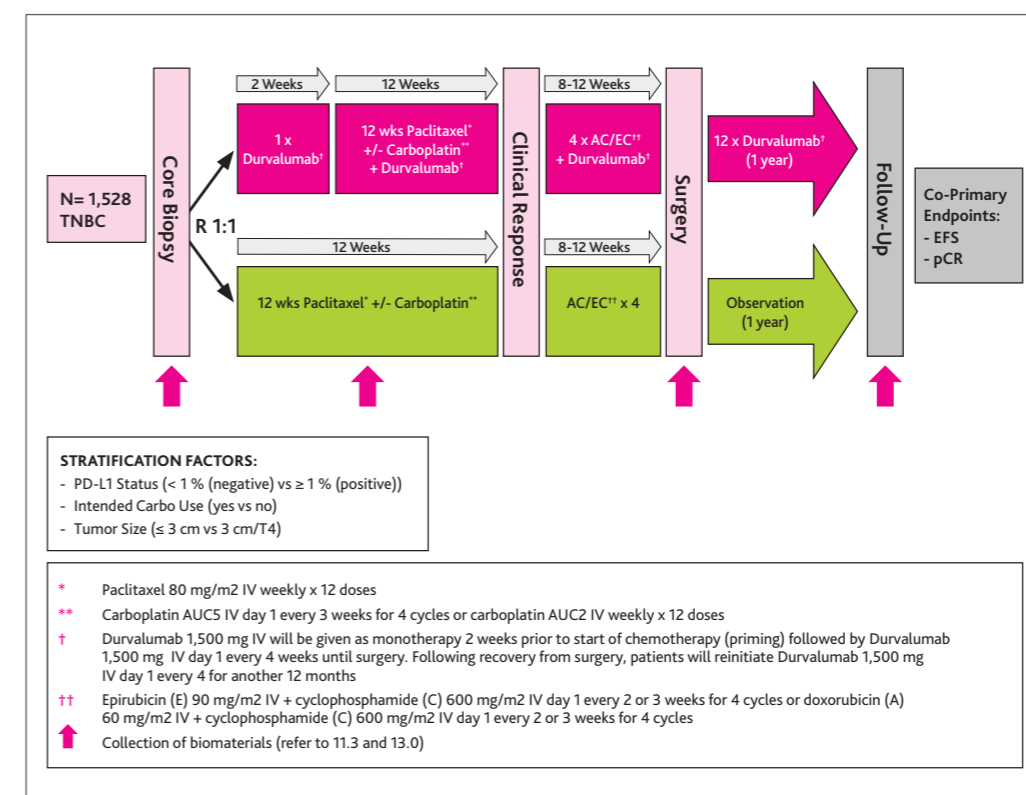 N= 1,528
TNBC
Core Biopsy
R 1:1
2 Weeks
12 Weeks
1 x
Durvalumab†
12 wks Paclitaxel*
+/- Carboplatin**
+ Durvalumab†
12 Weeks
12 wks Paclitaxel* +/- Carboplatin**
Clinical Response
8-12 Weeks
4 x AC/EC††
+ Durvalumab†
8-12 Weeks
AC/EC†† x 4
Surgery
12 x Durvalumab†
(1 year)
Observation
(1 year)
Follow-Up
Co-Primary
Endpoints:
- EFS
- pCR
STRATIFICATION FACTORS:
- PD-L1 Status (< 1 % (negative) vs ≥ 1 % (positive))
- Intended Carbo Use (yes vs no)
- Tumor Size (≤ 3 cm vs 3 cm/T4)
* Paclitaxel 80 mg/m2 IV weekly x 12 doses
** Carboplatin AUC5 IV day 1 every 3 weeks for 4 cycles or carboplatin AUC2 IV weekly x 12 doses
† Durvalumab 1,500 mg IV will be given as monotherapy 2 weeks prior to start of chemotherapy (priming) followed by Durvalumab
1,500 mg IV day 1 every 4 weeks until surgery. Following recovery from surgery, patients will reinitiate Durvalumab 1,500 mg
IV day 1 every 4 for another 12 months
†† Epirubicin (E) 90 mg/m2 IV + cyclophosphamide (C) 600 mg/m2 IV day 1 every 2 or 3 weeks for 4 cycles or doxorubicin (A)
60 mg/m2 IV + cyclophosphamide (C) 600 mg/m2 IV day 1 every 2 or 3 weeks for 4 cycles
Collection of biomaterials (refer to 11.3 and 13.0)